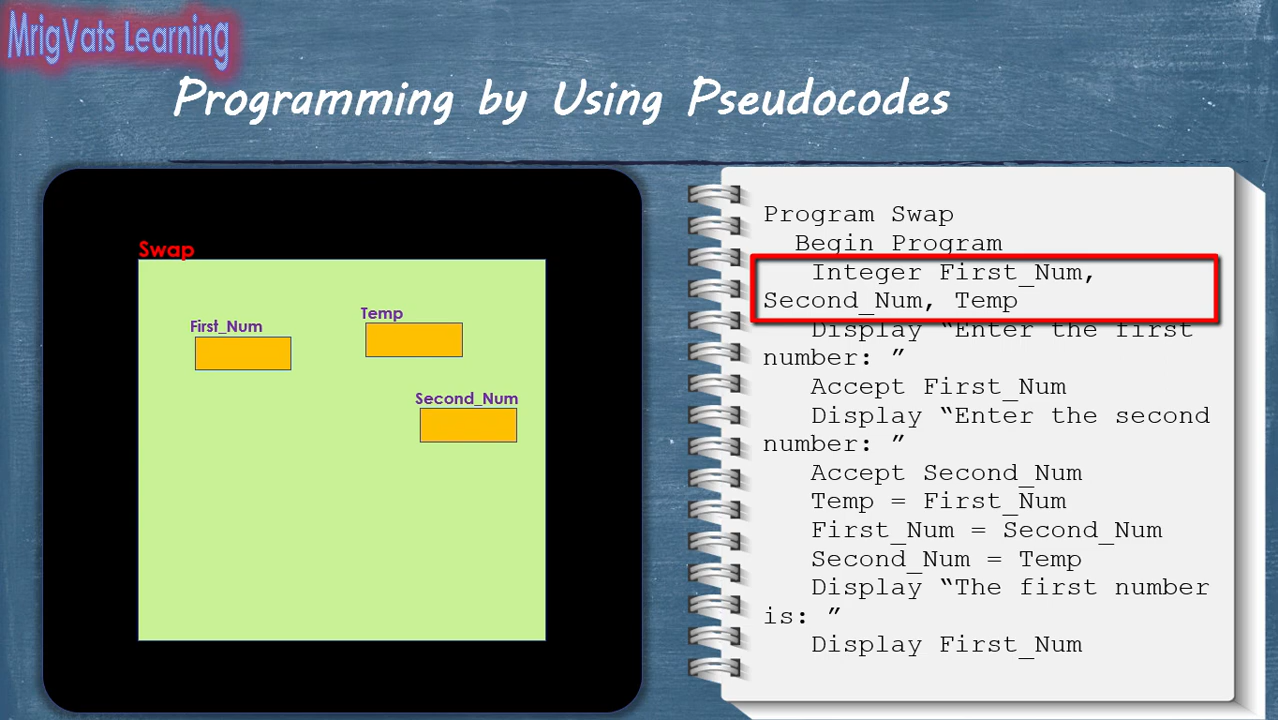 MrigVats Learning
Programming by Using Pseudocodes
Swap
First_Num
Temp
Second_Num
Program Swap
Begin Program
Integer First_Num,
Second_Num, Temp
Display “Enter the first
number: ”
Accept First_Num
Display “Enter the second
number: ”
Accept Second_Num
Temp = First_Num
First_Num = Second_Num
Second_Num = Temp
Display “The first number
is: ”
Display First_Num